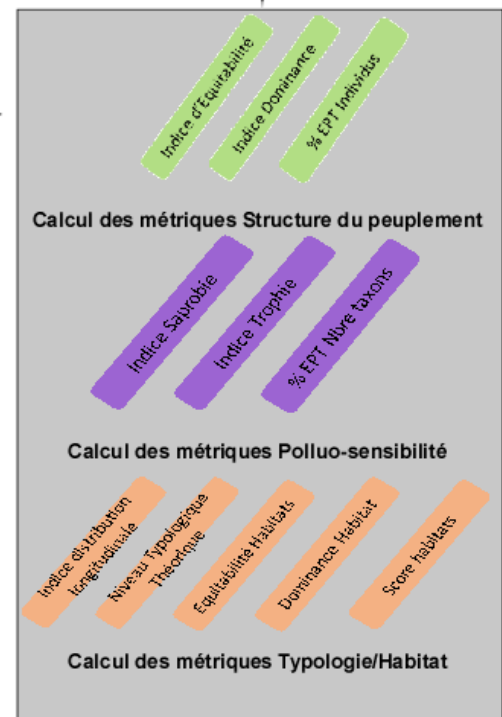 Indice d'Equitabilité
Indice Dominance
% EPT Individus
Calcul des métriques Structure du peuplement
Indice Saprobie
Indice Trophie
% EPT Nbre taxons
Calcul des métriques Polluo-sensibilité
Indice distribution
longitudinale
Niveau Typologique
Théorique
Equitabilité Habitats
Dominance Habitat
Score habitats
Calcul des métriques Typologie/Habitat